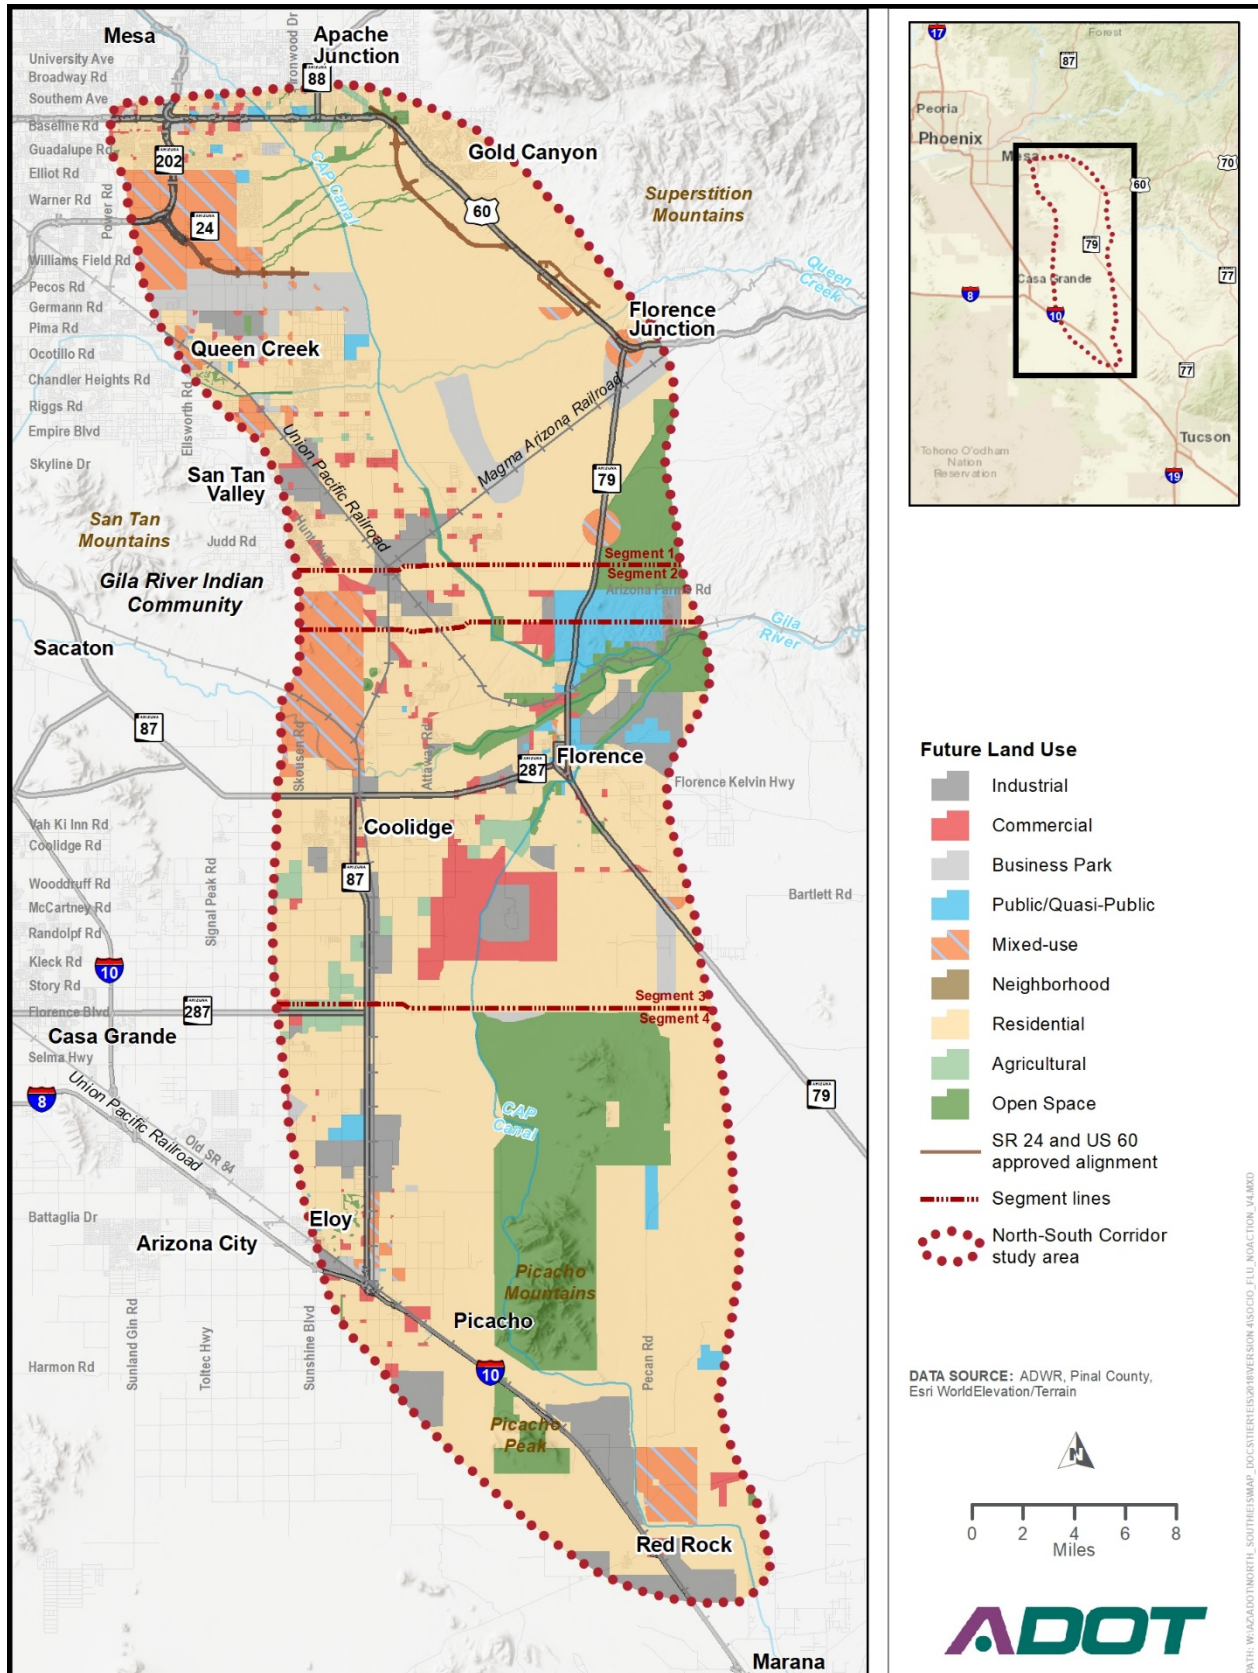 Mesa
Apache
Junction
Ironwood Dr
University Ave
Broadway Rd
88
Southern Ave
Baseline Rd
Guadalupe Rd
ARIZONA
202
Gold Canyon
Elliot Rd
CAP Canal
Warner Rd
Power Rd
60
Superstition
Mountains
ARIZONA
24
Williams Field Rd
Queen
Creek
Pecos Rd
Germann Rd
Florence
Junction
Pima Rd
Queen Creek
Ocotillo Rd
Chandler Heights Rd
Riggs Rd
Ellsworth Rd
Magma Arizona Railroad
Empire Blvd
Union Pacific Railroad
Skyline Dr
San Tan
Valley
ARIZONA
79
San Tan
Mountains
Hunt Hwy
Judd Rd
Segment 1
Segment 2
Gila River Indian
Community
Arizona Farms Rd
Gila
River
Sacaton
ARIZONA
87
Skousen Rd
Attaway Rd
Florence
287
Florence Kelvin Hwy
Vah Ki Inn Rd
Coolidge
Coolidge Rd
ARIZONA
87
Wooddruff Rd
Signal Peak Rd
Bartlett Rd
McCartney Rd
Randolpf Rd
Kleck Rd
10
Story Rd
Segment 3
Segment 4
Florence Blvd
ARIZONA
287
Casa Grande
Selma Hwy
Union Pacific Railroad
8
ARIZONA
79
CAP
Canal
Old SR 84
Battaglia Dr
Eloy
Arizona City
Picacho
Mountains
Picacho
Sunland Gin Rd
Toltec Hwy
Sunshine Blvd
Pecan Rd
Harmon Rd
10
Picacho
Peak
Red Rock
Marana
17
Forest
87
Peoria
Phoenix
Mesa
70
60
79
Casa Grande
77
8
10
77
Tucson
Tohono O'odham
Nation
Reservation
19
Future Land Use
Industrial
Commercial
Business Park
Public/Quasi-Public
Mixed-use
Neighborhood
Residential
Agricultural
Open Space
SR 24 and US 60
approved alignment
Segment lines
North-South Corridor
study area
DATA SOURCE: ADWR, Pinal County,
Esri WorldElevation/Terrain
N
0 2 4 6 8
Miles
ADOT